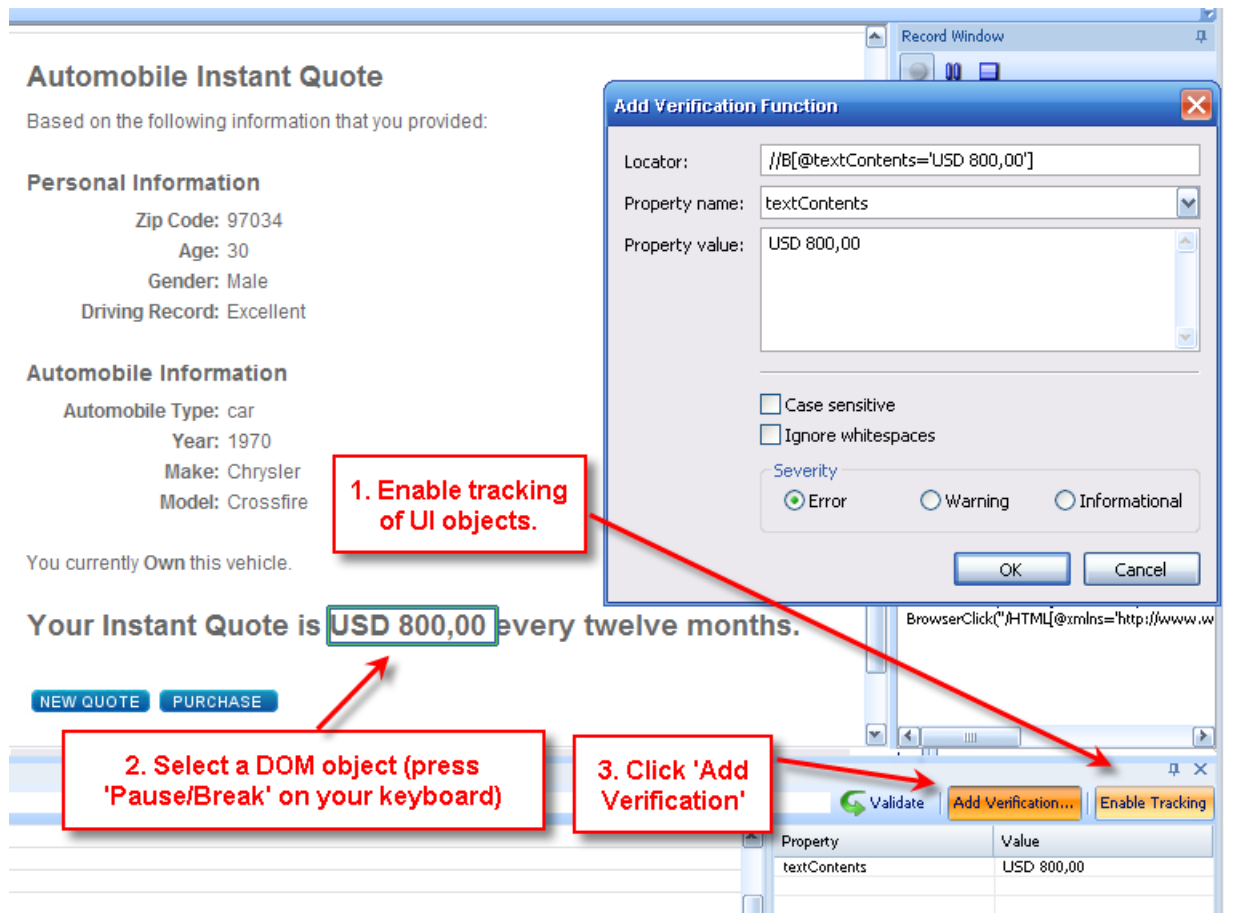 Automobile Instant Quote
Based on the following information that you provided:
Personal Information
Zip Code: 97034
Age: 30
Gender: Male
Driving Record: Excellent
Automobile Information
Automobile Type: car
Year: 1970
Make: Chrysler
Model: Crossfire
You currently Own this vehicle.
Your Instant Quote is USD 800,00 every twelve months.
NEW QUOTE PURCHASE
Record Window
Add Verification Function
Locator: //B[@textContents='USD 800,00']
Property name: textContents
Property value: USD 800,00
Case sensitive
Ignore whitespaces
Severity
Error Warning Informational
OK Cancel
BrowserClick("/HTML[@xmlns='http://www.w
1. Enable tracking
of UI objects.
2. Select a DOM object (press
'Pause/Break' on your keyboard)
3. Click 'Add
Verification'
Validate Add Verification... Enable Tracking
Property Value
textContents USD 800,00